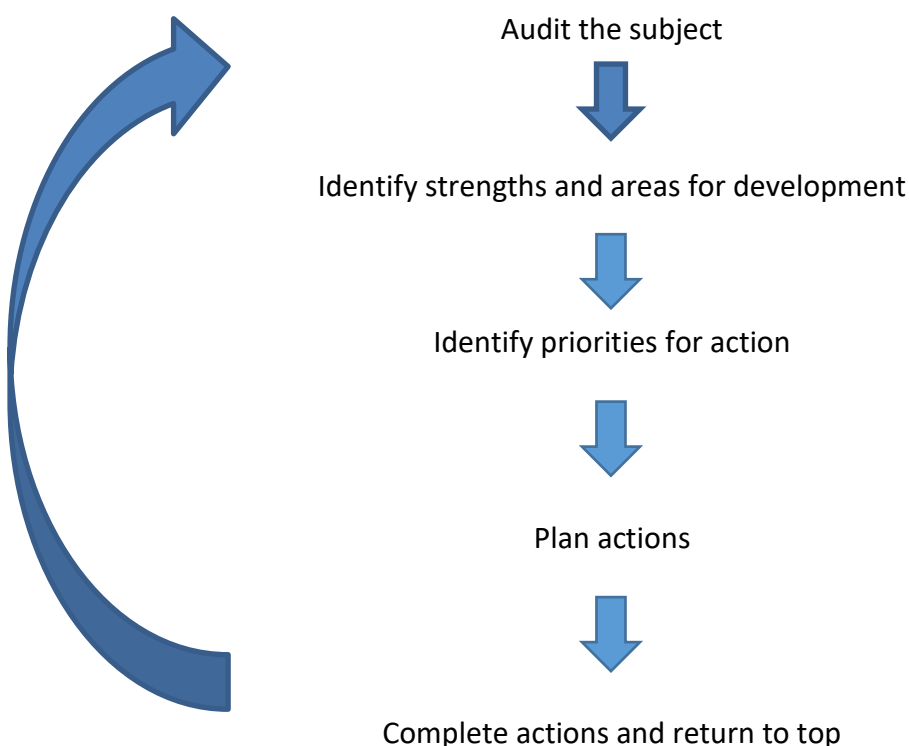 Audit the subject
Identify strengths and areas for development
Identify priorities for action
Plan actions
Complete actions and return to top